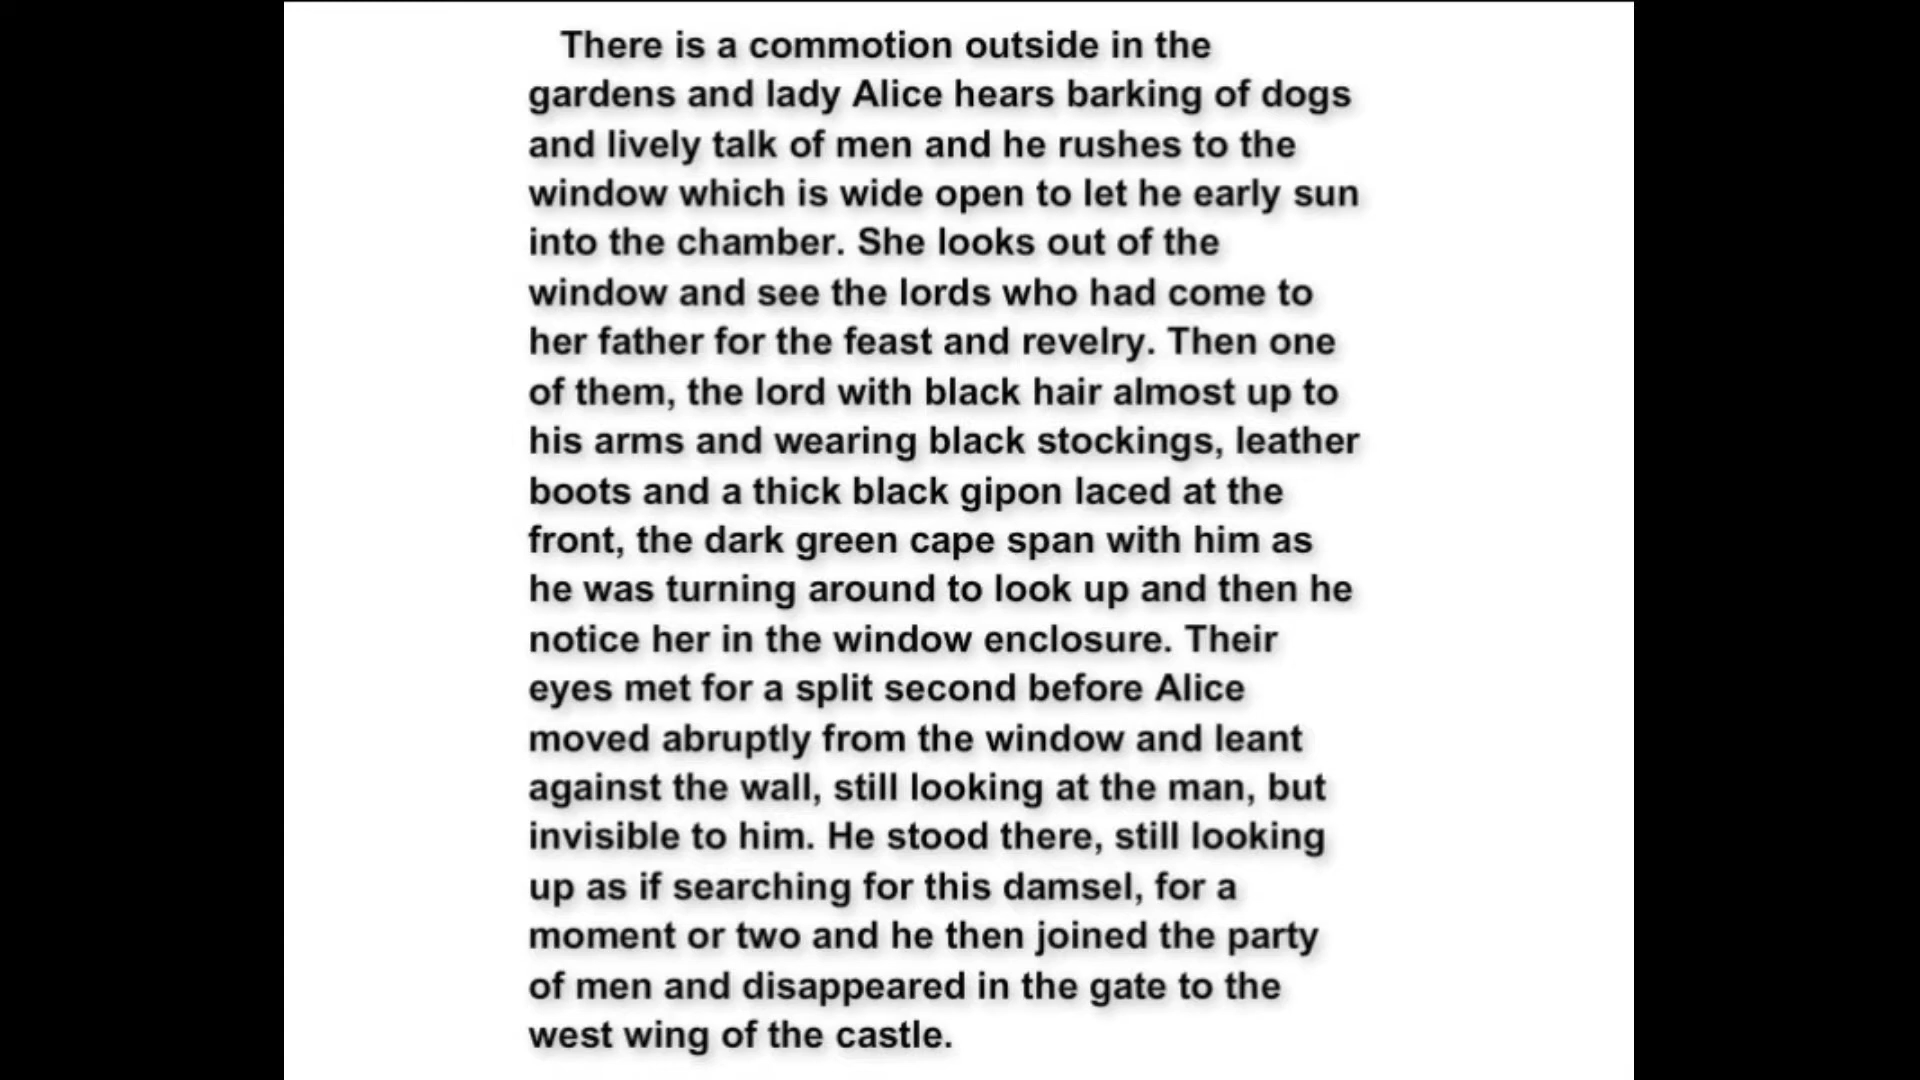 There is a commotion outside in the
gardens and lady Alice hears barking of dogs
and lively talk of men and he rushes to the
window which is wide open to let he early sun
into the chamber. She looks out of the
window and see the lords who had come to
her father for the feast and revelry. Then one
of them, the lord with black hair almost up to
his arms and wearing black stockings, leather
boots and a thick black gipon laced at the
front, the dark green cape span with him as
he was turning around to look up and then he
notice her in the window enclosure. Their
eyes met for a split second before Alice
moved abruptly from the window and leant
against the wall, still looking at the man, but
invisible to him. He stood there, still looking
up as if searching for this damsel, for a
moment or two and he then joined the party
of men and disappeared in the gate to the
west wing of the castle.